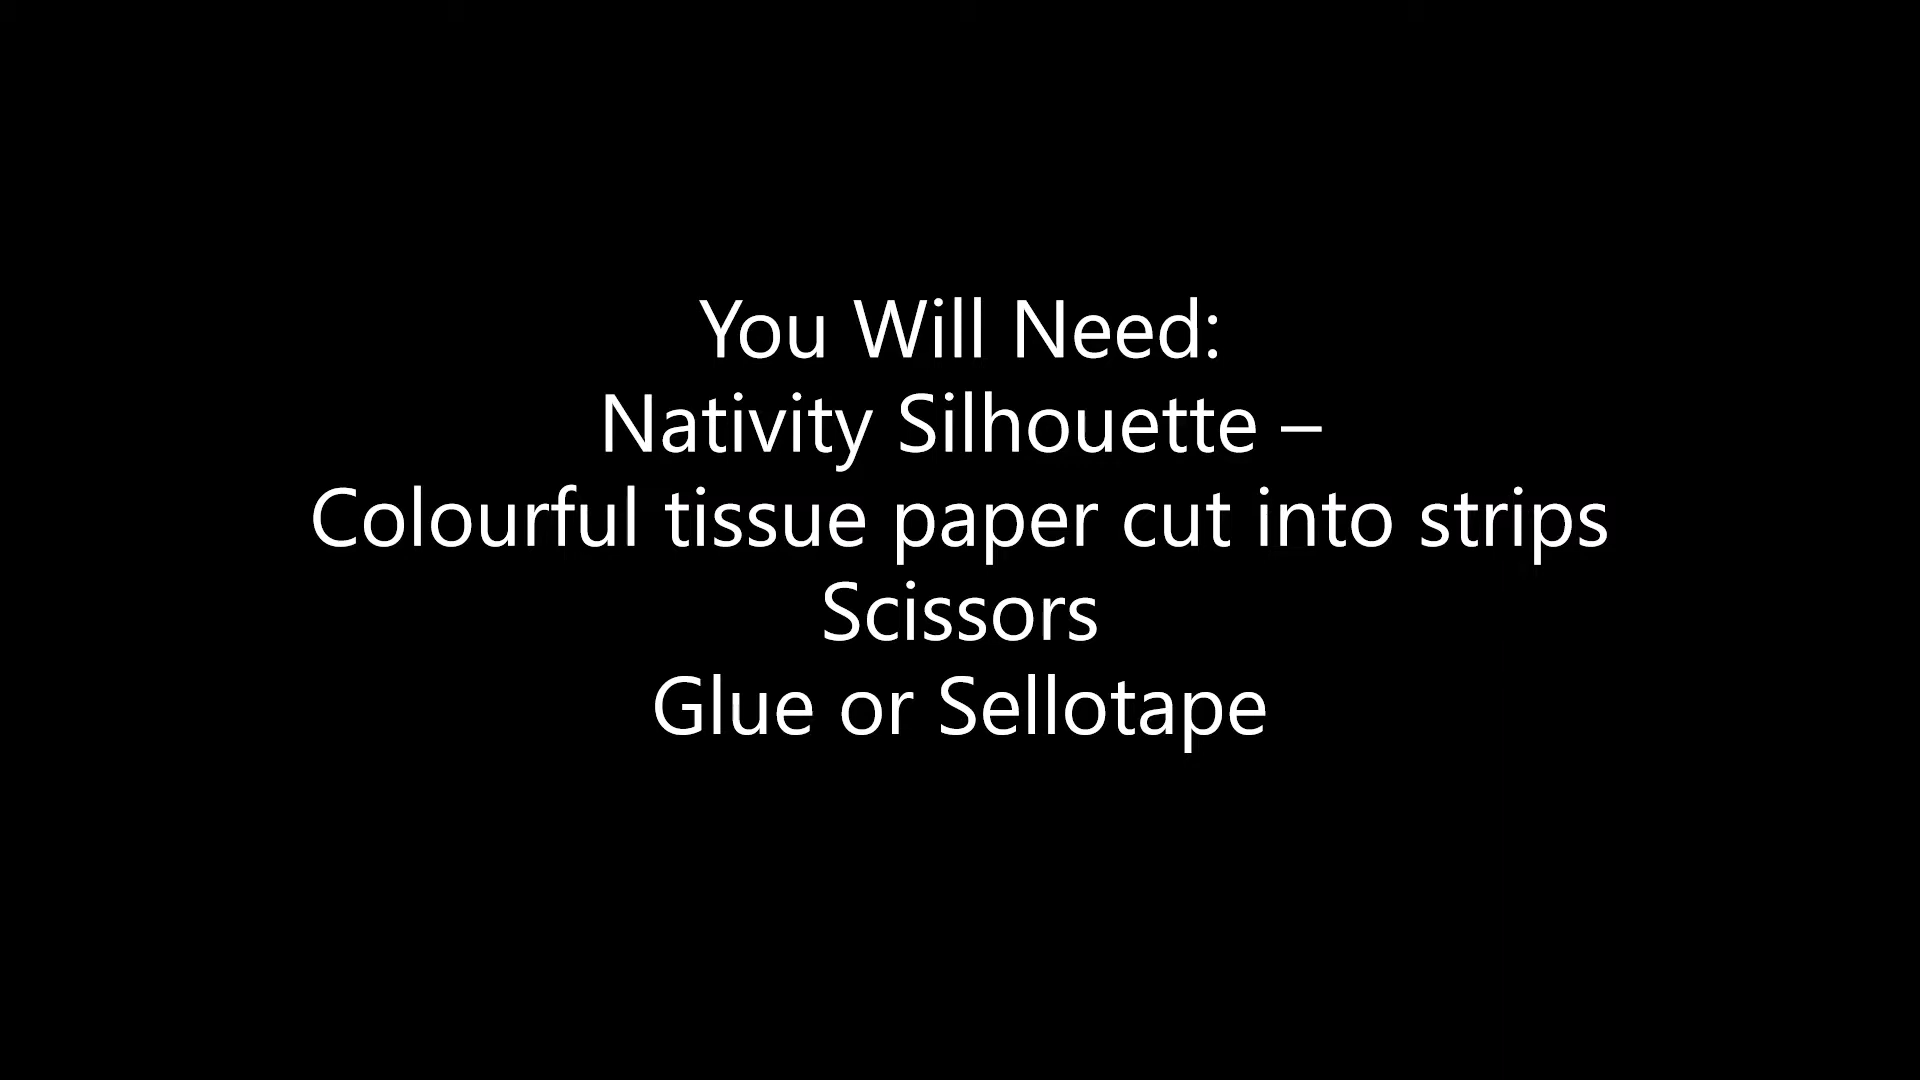 You Will Need:
Nativity Silhouette –
Colourful tissue paper cut into strips
Scissors
Glue or Sellotape